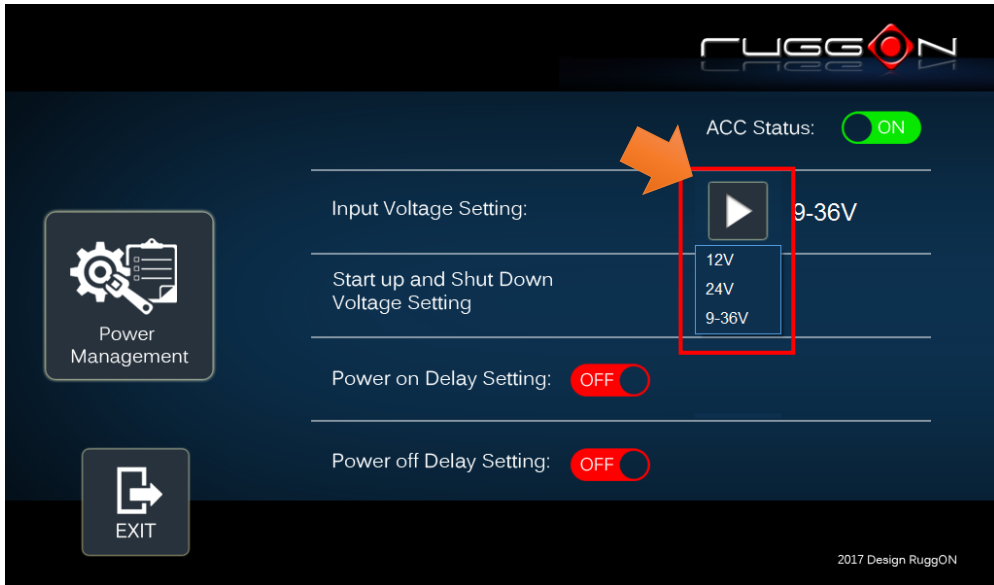 RUGGON
ACC Status: ON
Input Voltage Setting: 9-36V
12V
24V
9-36V
Start up and Shut Down
Voltage Setting
Power
Management
Power on Delay Setting: OFF
Power off Delay Setting: OFF
EXIT
2017 Design RuggON